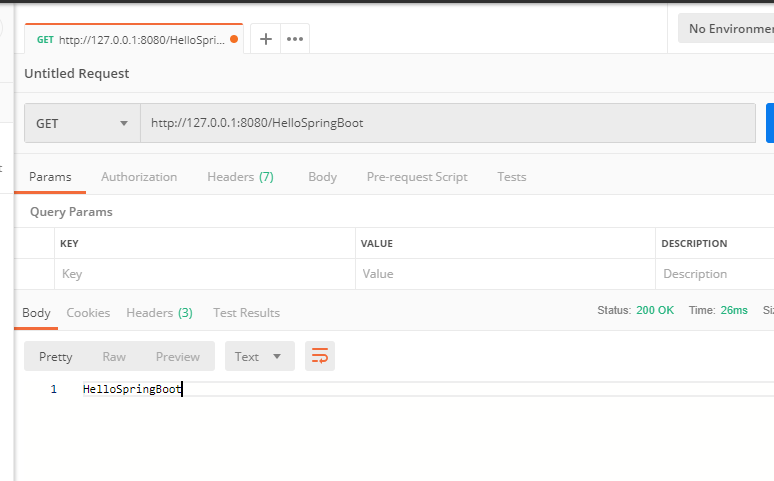 GET http://127.0.0.1:8080/HelloSpri...
No Environmen
Untitled Request
GET http://127.0.0.1:8080/HelloSpringBoot
Params Authorization Headers (7) Body Pre-request Script Tests
Query Params
KEY VALUE DESCRIPTION
Key Value Description
Body Cookies Headers (3) Test Results Status: 200 OK Time: 26ms Siz
Pretty Raw Preview Text
1 HelloSpringBoot